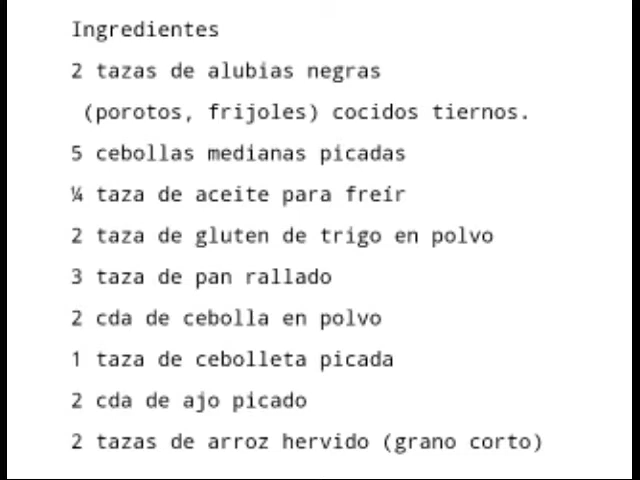 Ingredientes
2 tazas de alubias negras
(porotos, frijoles) cocidos tiernos.
5 cebollas medianas picadas
¼ taza de aceite para freír
2 taza de gluten de trigo en polvo
3 taza de pan rallado
2 cda de cebolla en polvo
1 taza de cebolleta picada
2 cda de ajo picado
2 tazas de arroz hervido (grano corto)